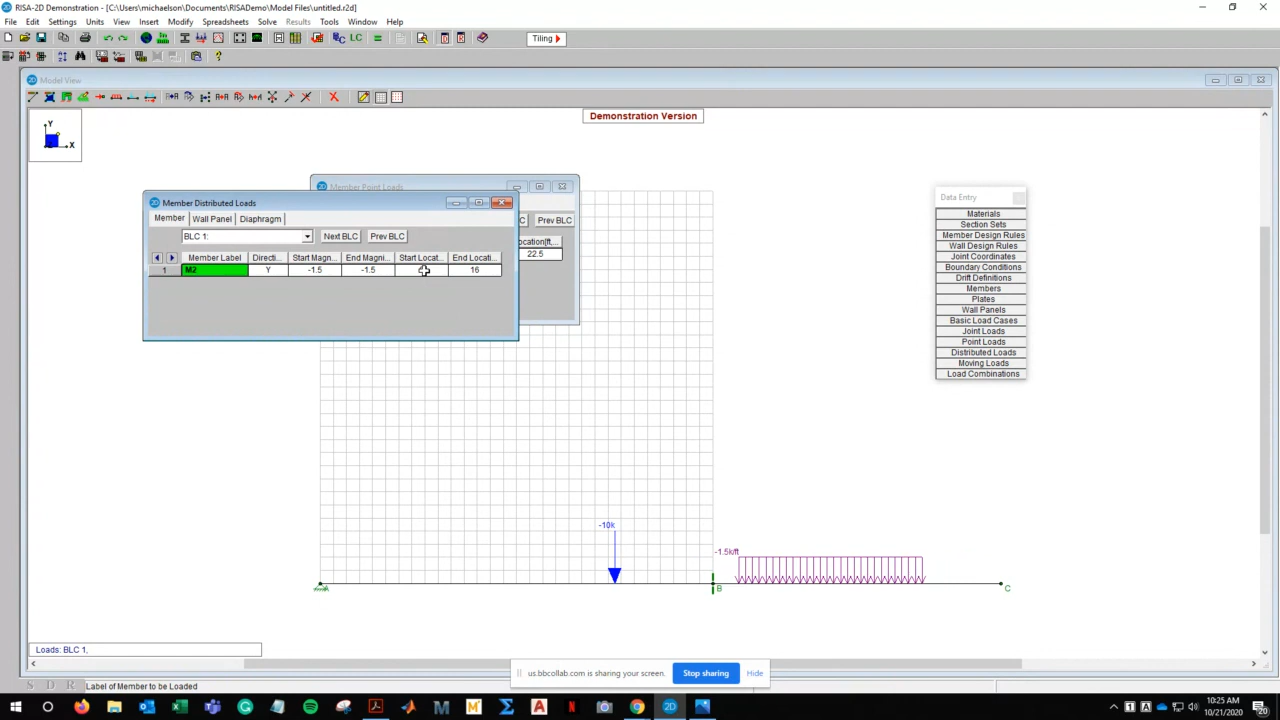 RISA-2D Demonstration - [C:\Users\michaelson\Documents\RISADemo\Model Files\untitled.r2d]
File Edit Settings Units View Insert Modify Spreadsheets Solve Results Tools Window Help
LC = Tiling
Model View
Demonstration Version
Y
X
Member Point Loads
Member Distributed Loads
Member Wall Panel Diaphragm
BLC 1: Next BLC Prev BLC
C Prev BLC
Member Label Directi... Start Magn... End Magni... Start Locat... End Locati...
ocation[ft,...
1 M2 Y -1.5 -1.5 16
22.5
Data Entry
Materials
Section Sets
Member Design Rules
Wall Design Rules
Joint Coordinates
Boundary Conditions
Drift Definitions
Members
Plates
Wall Panels
Basic Load Cases
Joint Loads
Point Loads
Distributed Loads
Moving Loads
Load Combinations
-10k
-1.5k/ft
A B C
Loads: BLC 1,
us.bbcollab.com is sharing your screen. Stop sharing Hide
S D R Label of Member to be Loaded
10:25 AM
10/21/2020
20